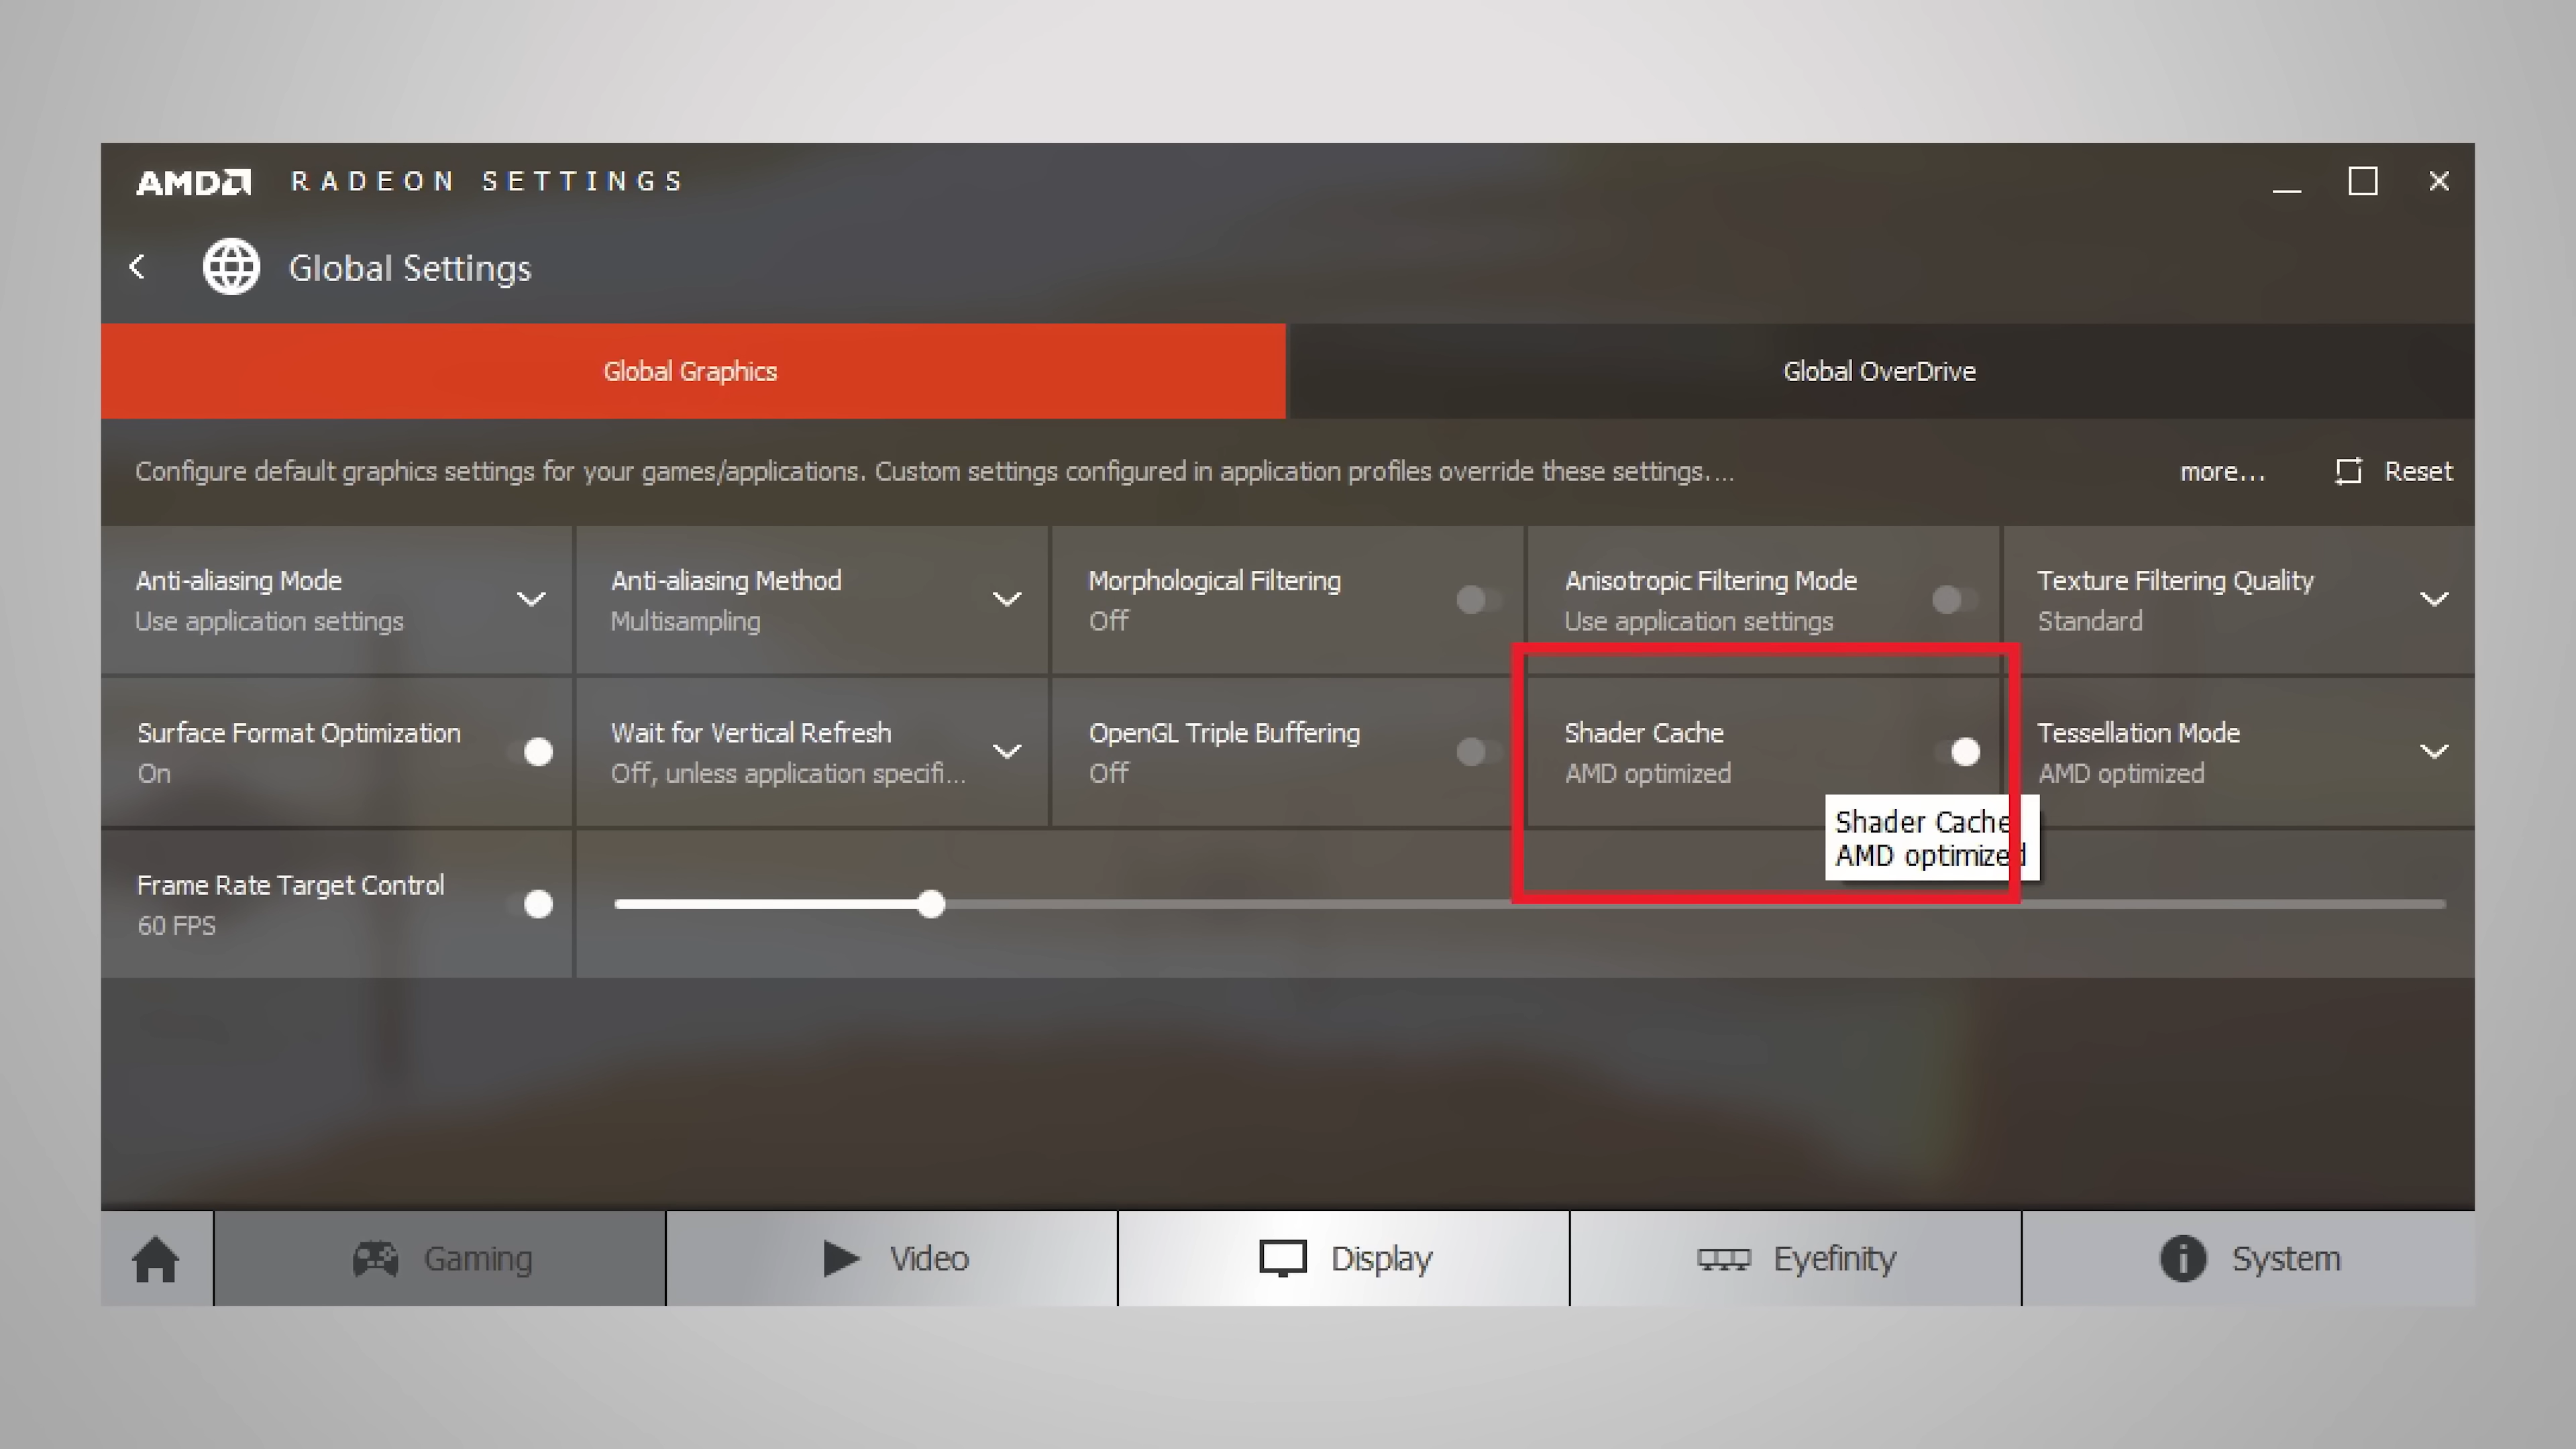 AMD RADEON SETTINGS
Global Settings
Global Graphics
Global OverDrive
Configure default graphics settings for your games/applications. Custom settings configured in application profiles override these settings....
more...
Reset
Anti-aliasing Mode
Use application settings
Anti-aliasing Method
Multisampling
Morphological Filtering
Off
Anisotropic Filtering Mode
Use application settings
Texture Filtering Quality
Standard
Surface Format Optimization
On
Wait for Vertical Refresh
Off, unless application specifi...
OpenGL Triple Buffering
Off
Shader Cache
AMD optimized
Tessellation Mode
AMD optimized
Shader Cache
AMD optimized
Frame Rate Target Control
60 FPS
Gaming
Video
Display
Eyefinity
System